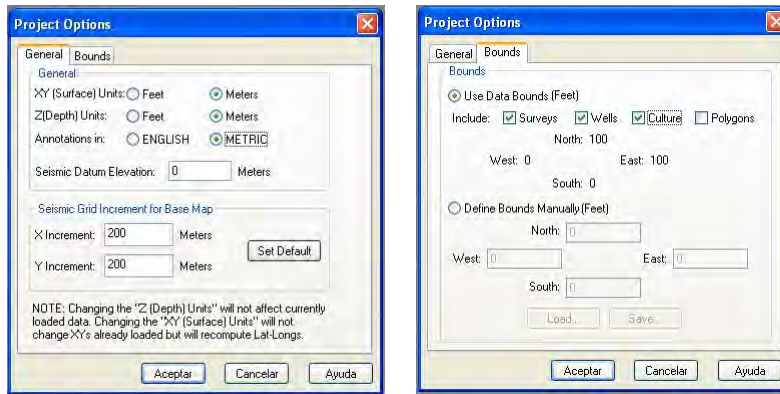 Project Options
General Bounds
General
XY (Surface) Units: Feet Meters
Z(Depth) Units: Feet Meters
Annotations in: ENGLISH METRIC
Seismic Datum Elevation: 0 Meters
Seismic Grid Increment for Base Map
X Increment: 200 Meters
Y Increment: 200 Meters
Set Default
NOTE: Changing the "Z (Depth) Units" will not affect currently
loaded data. Changing the "XY (Surface) Units" will not
change XYs already loaded but will recompute Lat-Longs.
Aceptar Cancelar Ayuda
Project Options
General Bounds
Bounds
Use Data Bounds (Feet)
Include: Surveys Wells Culture Polygons
North: 100
West: 0 East: 100
South: 0
Define Bounds Manually (Feet)
North: 0
West: 0 East: 0
South: 0
Load... Save...
Aceptar Cancelar Ayuda